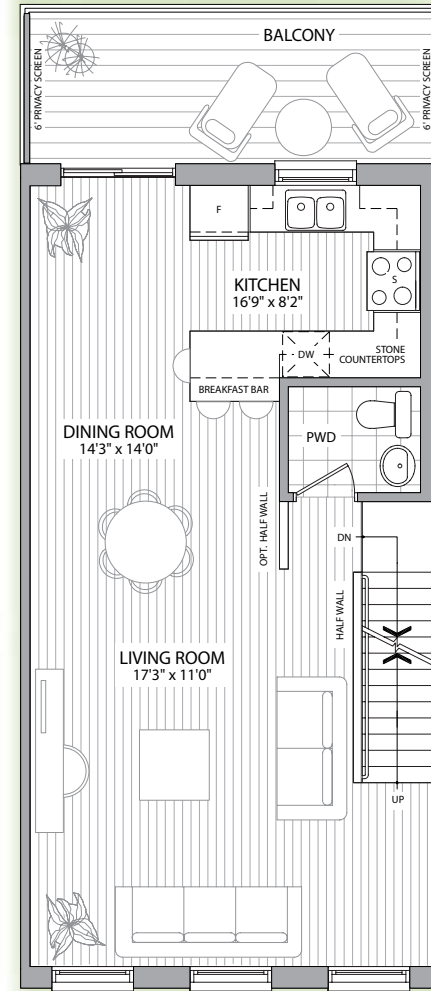 BALCONY
6' PRIVACY SCREEN
6' PRIVACY SCREEN
F
S
KITCHEN
16'9" x 8'2"
DW
STONE
COUNTERTOPS
BREAKFAST BAR
PWD
DINING ROOM
14'3" x 14'0"
OPT. HALF WALL
DN
HALF WALL
LIVING ROOM
17'3" x 11'0"
UP